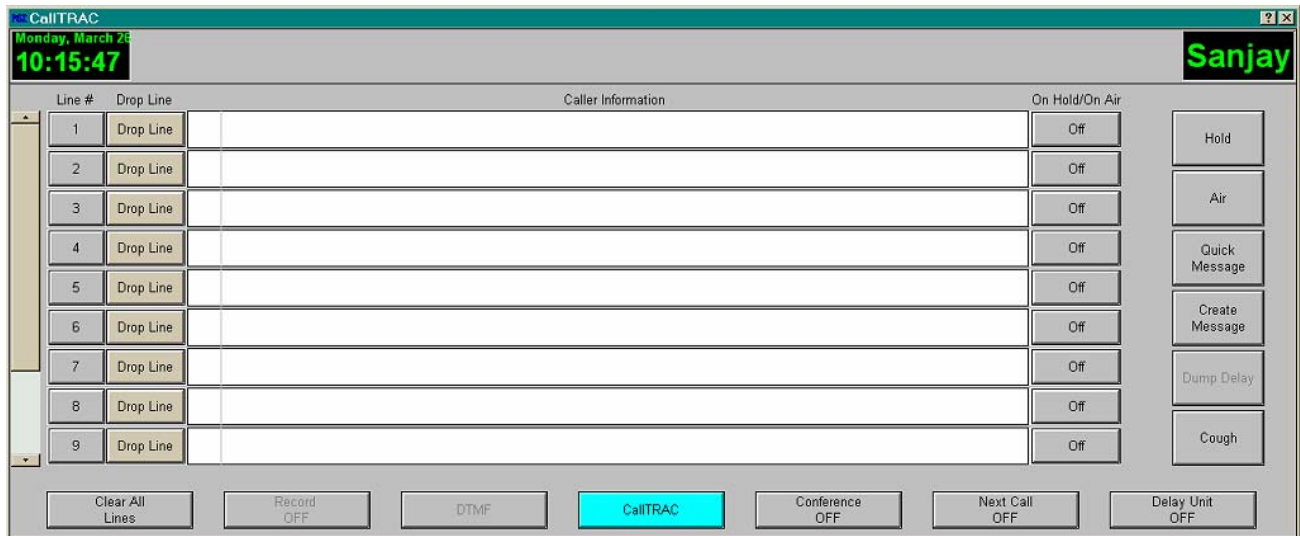 CallTRAC
Monday, March 26
10:15:47
Sanjay
Line # Drop Line Caller Information On Hold/On Air
1 Drop Line Off
2 Drop Line Off
3 Drop Line Off
4 Drop Line Off
5 Drop Line Off
6 Drop Line Off
7 Drop Line Off
8 Drop Line Off
9 Drop Line Off
Hold
Air
Quick
Message
Create
Message
Dump Delay
Cough
Clear All
Lines
Record
OFF
DTMF
CallTRAC
Conference
OFF
Next Call
OFF
Delay Unit
OFF